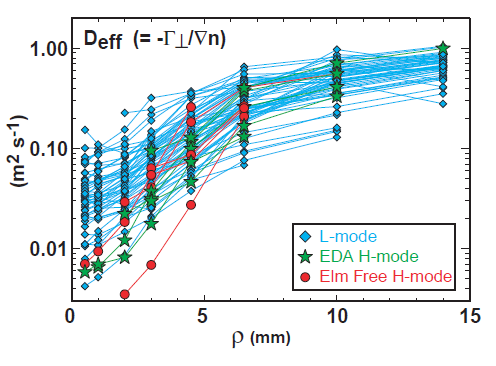 Deff (= -Γ⊥/∇n)
1.00
0.10
0.01
(m2 s-1)
0 5 10 15
ρ (mm)
L-mode
EDA H-mode
Elm Free H-mode